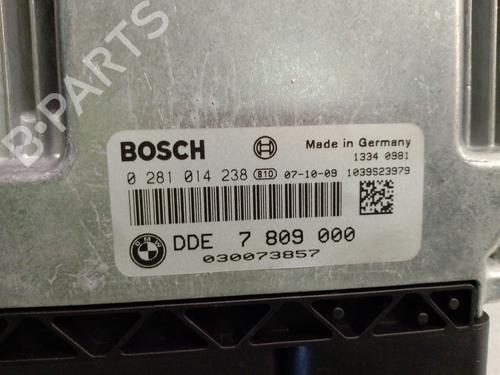 B-PARTS
BOSCH
Made in Germany
1334 0981
0 281 014 238 810 07-10-09 1039S23979
BMW
DDE 7 809 000
030073857